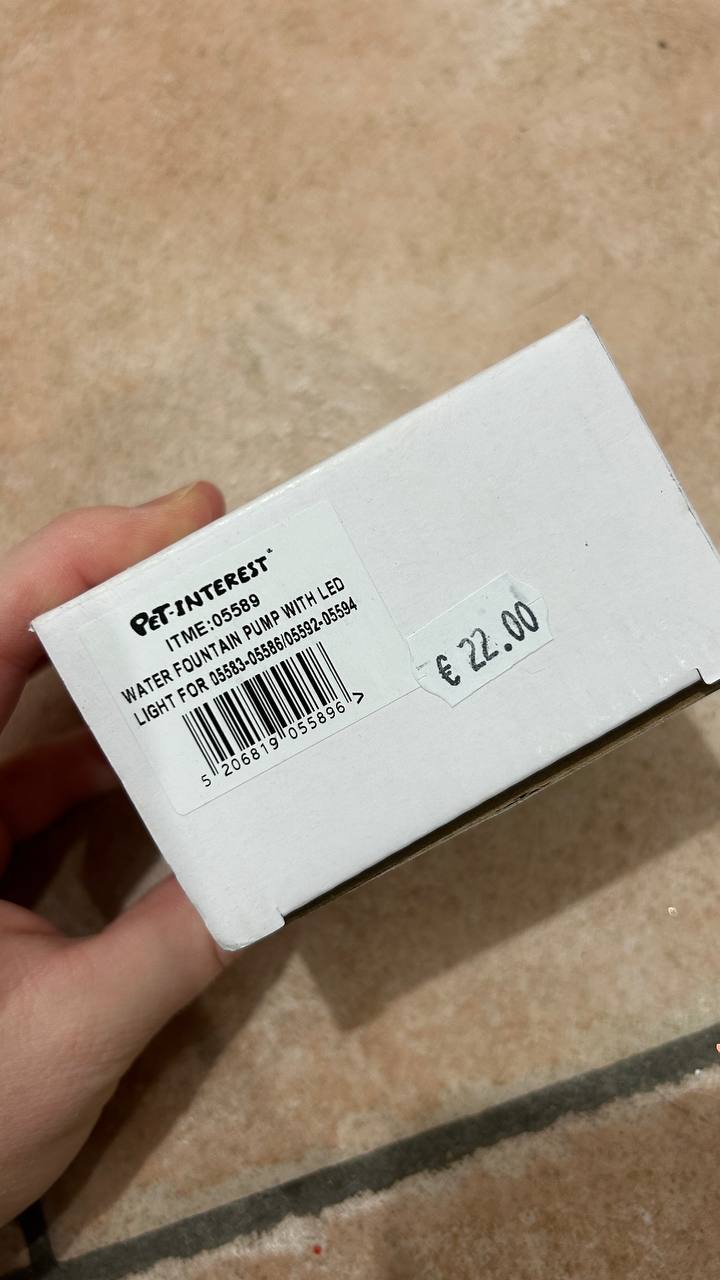 PET-INTEREST
ITME:05589
WATER FOUNTAIN PUMP WITH LED
LIGHT FOR 05583-05586/05592-05594
5 206819 055896 >
€ 22.00